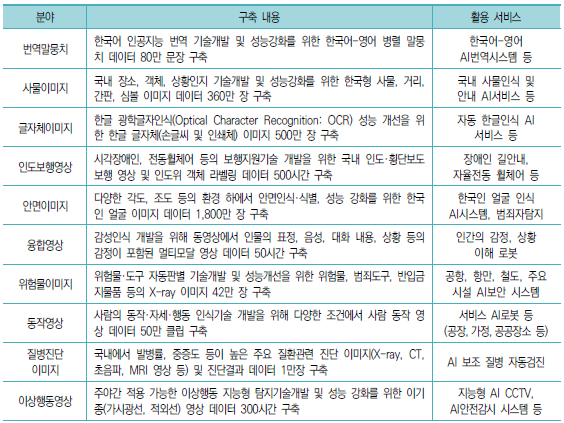 분야 구축 내용 활용 서비스
번역말뭉치 한국어 인공지능 번역 기술개발 및 성능강화를 위한 한국어-영어 병렬 말뭉 한국어-영어
치 데이터 80만 문장 구축 AI번역시스템 등
사물이미지 국내 장소, 객체, 상황인지 기술개발 및 성능강화를 위한 한국형 사물, 거리, 국내 사물인식 및
간판, 심볼 이미지 데이터 360만 장 구축 안내 AI서비스 등
글자체이미지 한글 광학글자인식(Optical Character Recognition: OCR) 성능 개선을 위 자동 한글인식 AI
한 한글 글자체(손글씨 및 인쇄체) 이미지 500만 장 구축 서비스 등
인도보행영상 시각장애인, 전동휠체어 등의 보행지원기술 개발을 위한 국내 인도·횡단보도 장애인 길안내,
보행 영상 및 인도위 객체 라벨링 데이터 500시간 구축 자율전동 휠체어 등
안면이미지 다양한 각도, 조도 등의 환경 하에서 안면인식·식별, 성능 강화를 위한 한국 한국인 얼굴 인식
인 얼굴 이미지 데이터 1,800만 장 구축 AI시스템, 범죄자탐지
융합영상 감성인식 개발을 위해 동영상에서 인물의 표정, 음성, 대화 내용, 상황 등의 인간의 감정, 상황
감정이 포함된 멀티모달 영상 데이터 50시간 구축 이해 로봇
위험물이미지 위험물·도구 자동판별 기술개발 및 성능개선을 위한 위험물, 범죄도구, 반입금 공항, 항만, 철도, 주요
지물품 등의 X-ray 이미지 42만 장 구축 시설 AI보안 시스템
동작영상 사람의 동작·자세·행동 인식기술 개발을 위해 다양한 조건에서 사람 동작 영 서비스 AI로봇 등
상 데이터 50만 클립 구축 (공장, 가정, 공공장소 등)
질병진단 국내에서 발병률, 중증도 등이 높은 주요 질환관련 진단 이미지(X-ray, CT, AI 보조 질병 자동검진
이미지 초음파, MRI 영상 등) 및 진단결과 데이터 1만장 구축
이상행동영상 주야간 적용 가능한 이상행동 지능형 탐지기술개발 및 성능 강화를 위한 이기 지능형 AI CCTV,
종(가시광선, 적외선) 영상 데이터 300시간 구축 AI안전감시 시스템 등